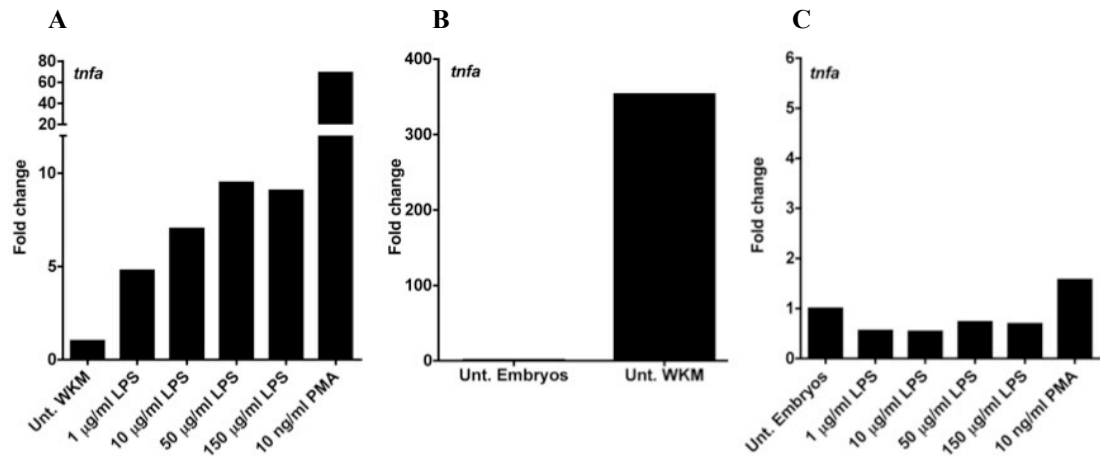 A
tnfa
Fold change
80
60
40
20
10
5
0
Unt. WKM
1 µg/ml LPS
10 µg/ml LPS
50 µg/ml LPS
150 µg/ml LPS
10 ng/ml PMA
B
tnfa
Fold change
400
300
200
100
0
Unt. Embryos
Unt. WKM
C
tnfa
Fold change
6
5
4
3
2
1
0
Unt. Embryos
1 µg/ml LPS
10 µg/ml LPS
50 µg/ml LPS
150 µg/ml LPS
10 ng/ml PMA